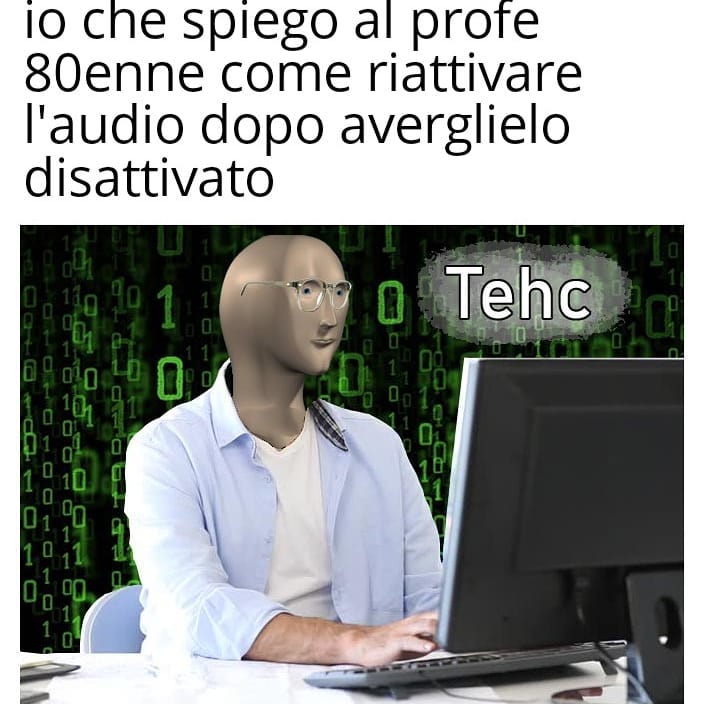 io che spiego al profe
80enne come riattivare
l'audio dopo averglielo
disattivato
Tehc